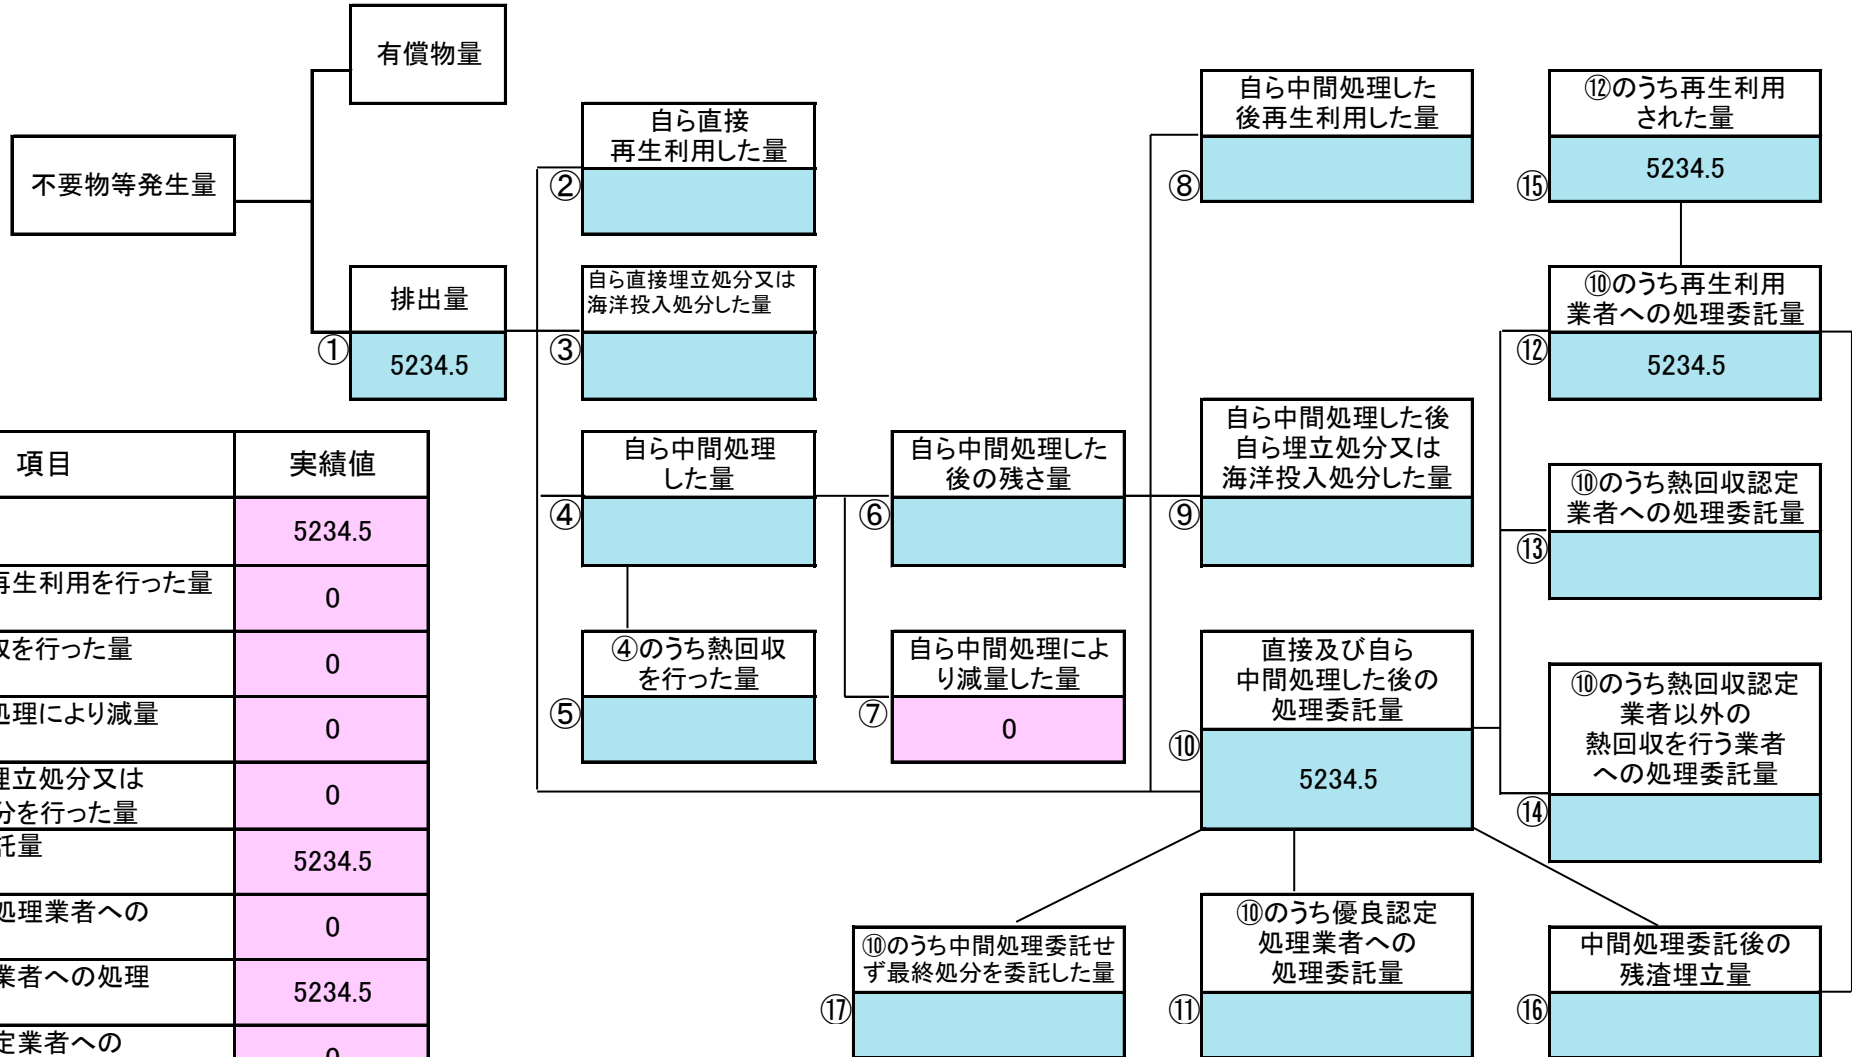 有償物量
不要物等発生量
排出量
①
5234.5
自ら直接
再生利用した量
②
自ら直接埋立処分又は
海洋投入処分した量
③
自ら中間処理
した量
④
④のうち熱回収
を行った量
⑤
自ら中間処理した
後の残さ量
⑥
自ら中間処理によ
り減量した量
⑦
0
自ら中間処理した
後再生利用した量
⑧
自ら中間処理した後
自ら埋立処分又は
海洋投入処分した量
⑨
直接及び自ら
中間処理した後の
処理委託量
⑩
5234.5
⑫のうち再生利用
された量
⑮
5234.5
⑩のうち再生利用
業者への処理委託量
⑫
5234.5
⑩のうち熱回収認定
業者への処理委託量
⑬
⑩のうち熱回収認定
業者以外の
熱回収を行う業者
への処理委託量
⑭
⑩のうち中間処理委託せ
ず最終処分を委託した量
⑰
⑩のうち優良認定
処理業者への
処理委託量
⑪
中間処理委託後の
残渣埋立量
⑯
項目
実績値
5234.5
再生利用を行った量
0
収を行った量
0
処理により減量
0
埋立処分又は
分を行った量
0
託量
5234.5
処理業者への
0
業者への処理
5234.5
定業者への
0